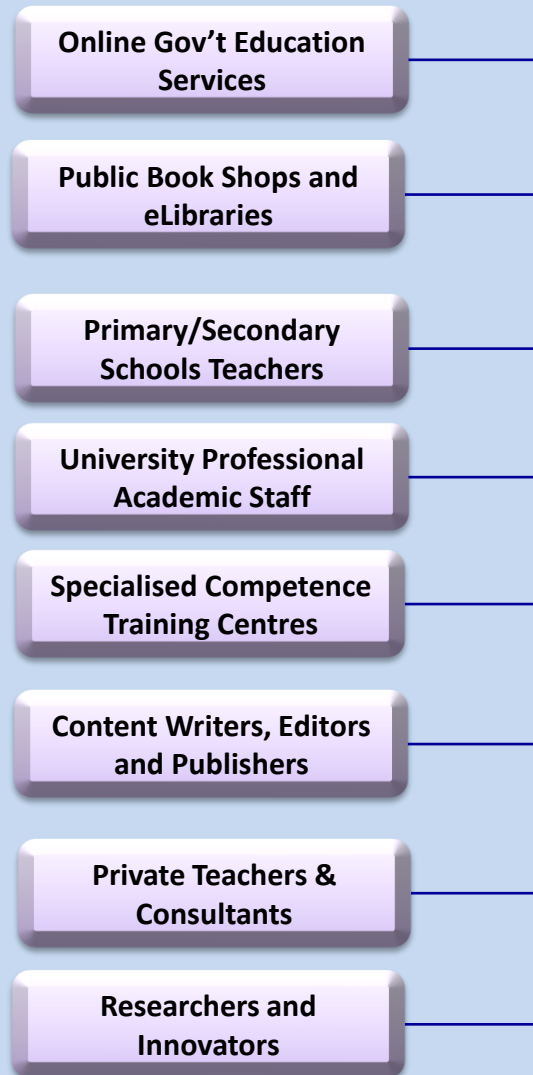 Online Gov’t Education
Services
Public Book Shops and
eLibraries
Primary/Secondary
Schools Teachers
University Professional
Academic Staff
Specialised Competence
Training Centres
Content Writers, Editors
and Publishers
Private Teachers &
Consultants
Researchers and
Innovators